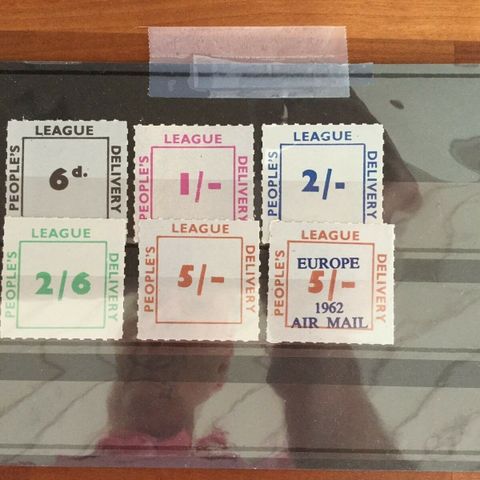 LEAGUE
PEOPLE'S
6d.
DELIVERY
LEAGUE
PEOPLE'S
1/-
DELIVERY
LEAGUE
PEOPLE'S
2/-
DELIVERY
LEAGUE
PEOPLE'S
2/6
DELIVERY
LEAGUE
PEOPLE'S
5/-
DELIVERY
LEAGUE
PEOPLE'S
EUROPE
5/-
1962
AIR MAIL
DELIVERY